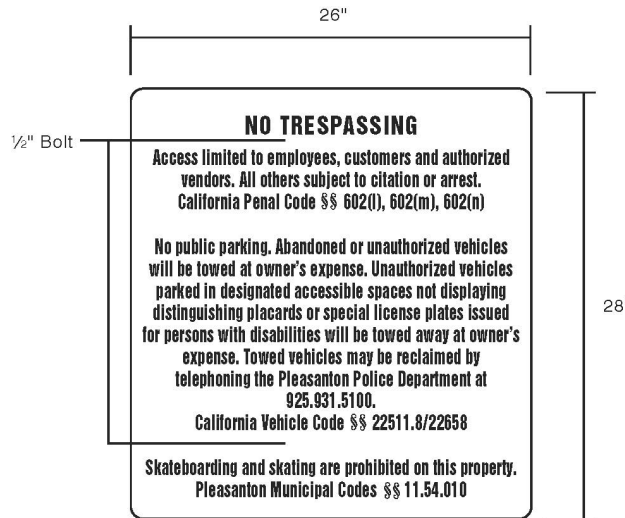 26"
½" Bolt
28
NO TRESPASSING
Access limited to employees, customers and authorized
vendors. All others subject to citation or arrest.
California Penal Code §§ 602(l), 602(m), 602(n)
No public parking. Abandoned or unauthorized vehicles
will be towed at owner's expense. Unauthorized vehicles
parked in designated accessible spaces not displaying
distinguishing placards or special license plates issued
for persons with disabilities will be towed away at owner's
expense. Towed vehicles may be reclaimed by
telephoning the Pleasanton Police Department at
925.931.5100.
California Vehicle Code §§ 22511.8/22658
Skateboarding and skating are prohibited on this property.
Pleasanton Municipal Codes §§ 11.54.010